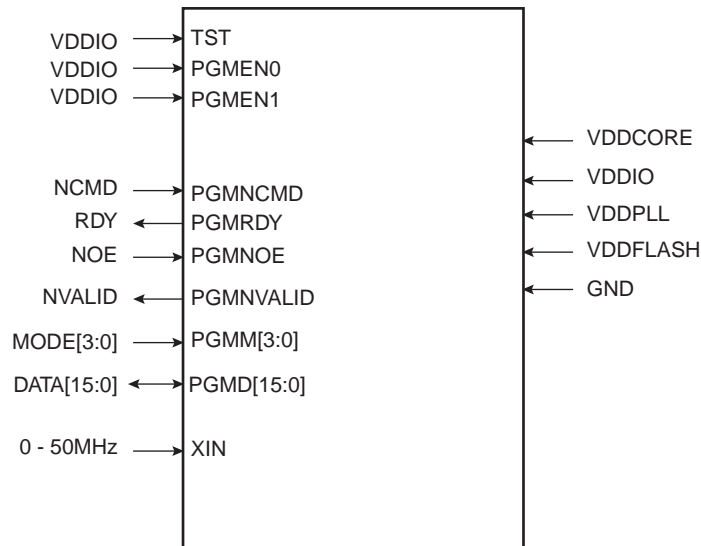 VDDIO TST
VDDIO PGMEN0
VDDIO PGMEN1
VDDCORE
VDDIO
NCMD PGMNCMD
RDY PGMRDY
VDDPLL
NOE PGMNOE
VDDFLASH
NVALID PGMNVALID
GND
MODE[3:0] PGMM[3:0]
DATA[15:0] PGMD[15:0]
0 - 50MHz XIN